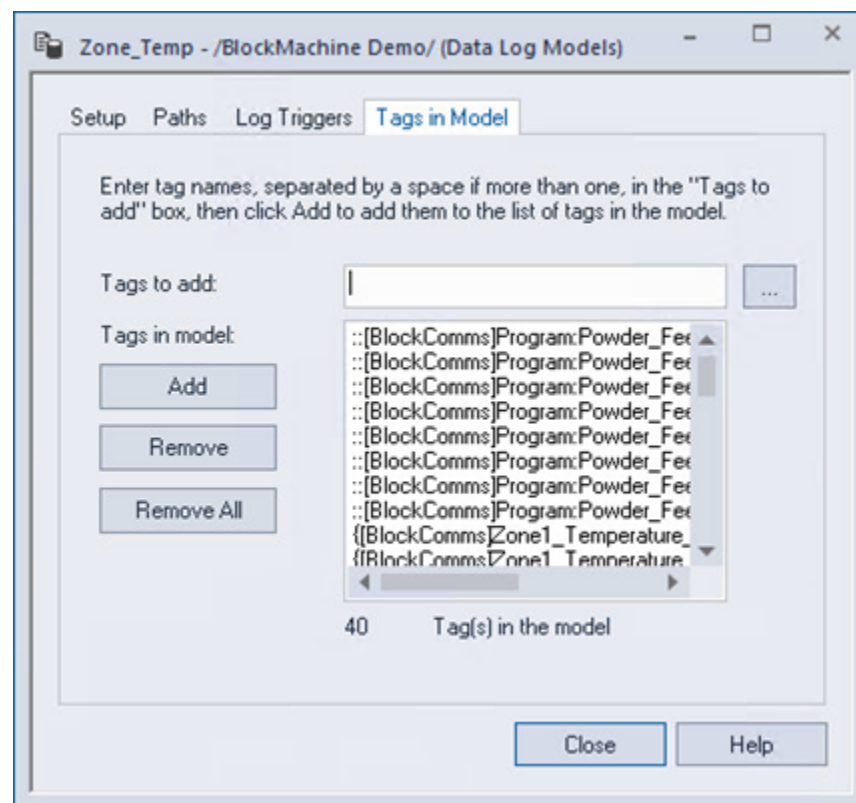 Zone_Temp - /BlockMachine Demo/ (Data Log Models)
Setup Paths Log Triggers Tags in Model
Enter tag names, separated by a space if more than one, in the "Tags to
add" box, then click Add to add them to the list of tags in the model.
Tags to add:
...
Tags in model:
Add
Remove
Remove All
::[BlockComms]Program:Powder_Fee
::[BlockComms]Program:Powder_Fee
::[BlockComms]Program:Powder_Fee
::[BlockComms]Program:Powder_Fee
::[BlockComms]Program:Powder_Fee
::[BlockComms]Program:Powder_Fee
::[BlockComms]Program:Powder_Fee
::[BlockComms]Program:Powder_Fee
{[BlockComms]Zone1_Temperature_
{[BlockComms]Zone1_Temperature_
40 Tag(s) in the model
Close Help